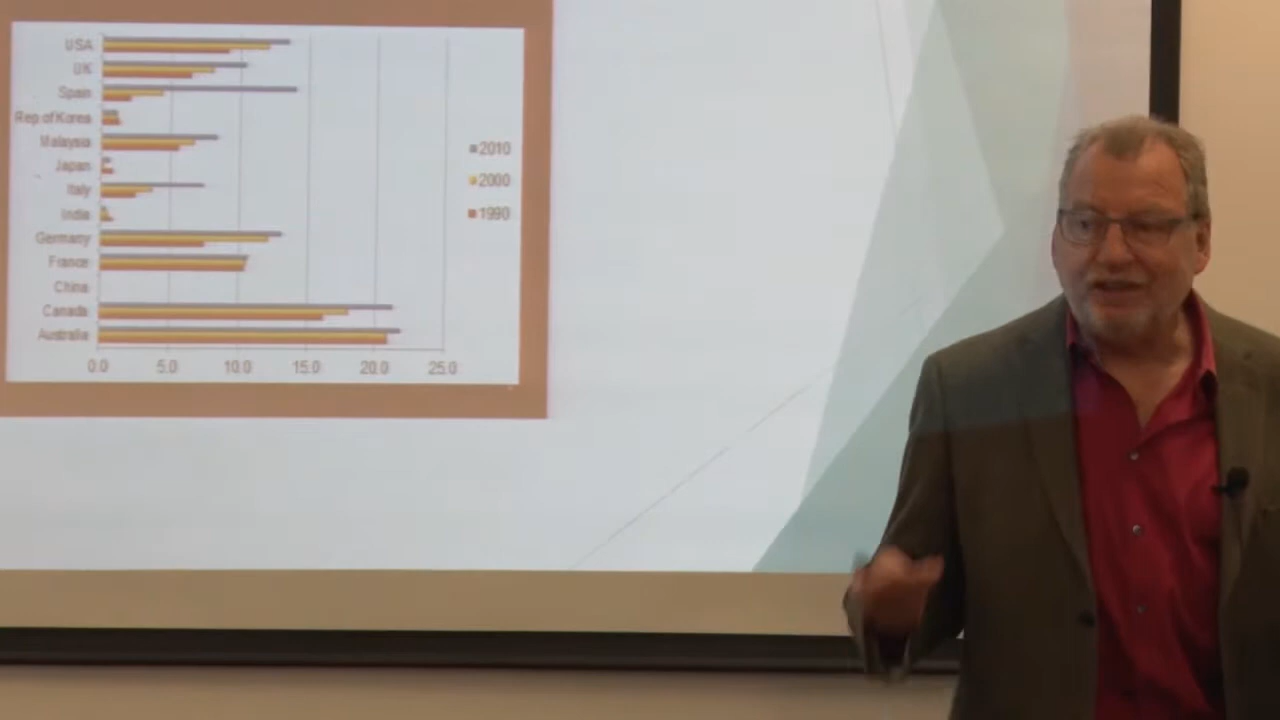 USA
UK
Spain
Rep of Korea
Malaysia
Japan
Italy
India
Germany
France
China
Canada
Australia
0.0 5.0 10.0 15.0 20.0 25.0
2010
2000
1990